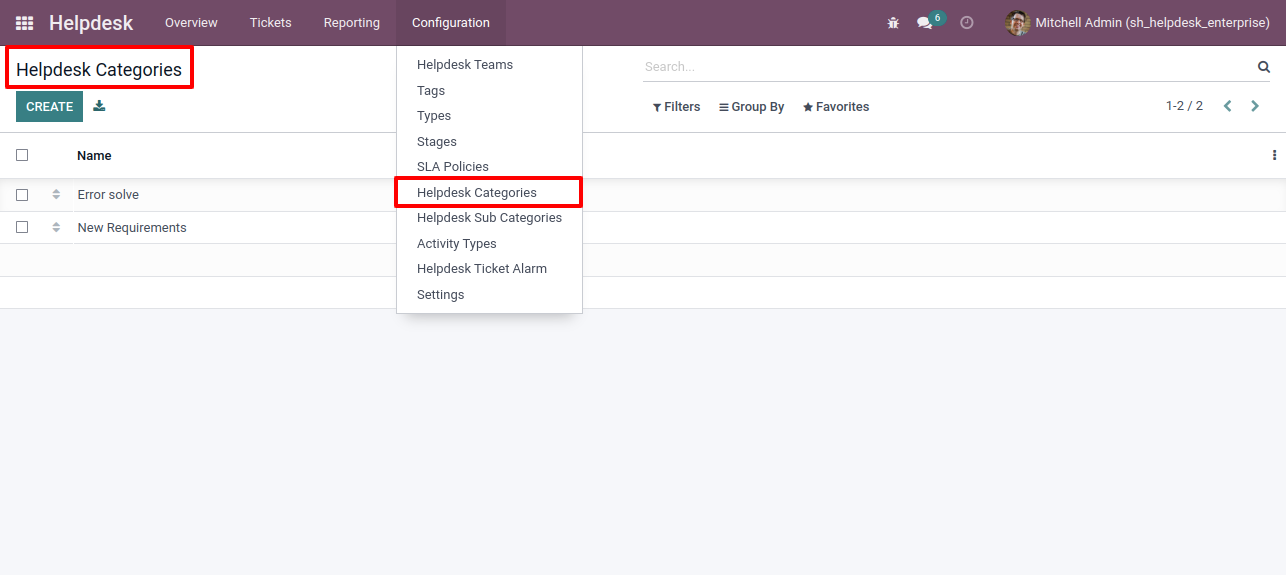 Helpdesk Overview Tickets Reporting Configuration 6 Mitchell Admin (sh_helpdesk_enterprise)
Helpdesk Categories Search...
CREATE Filters Group By Favorites 1-2 / 2
Helpdesk Teams
Tags
Types
Stages
SLA Policies
Helpdesk Categories
Helpdesk Sub Categories
Activity Types
Helpdesk Ticket Alarm
Settings
Name
Error solve
New Requirements